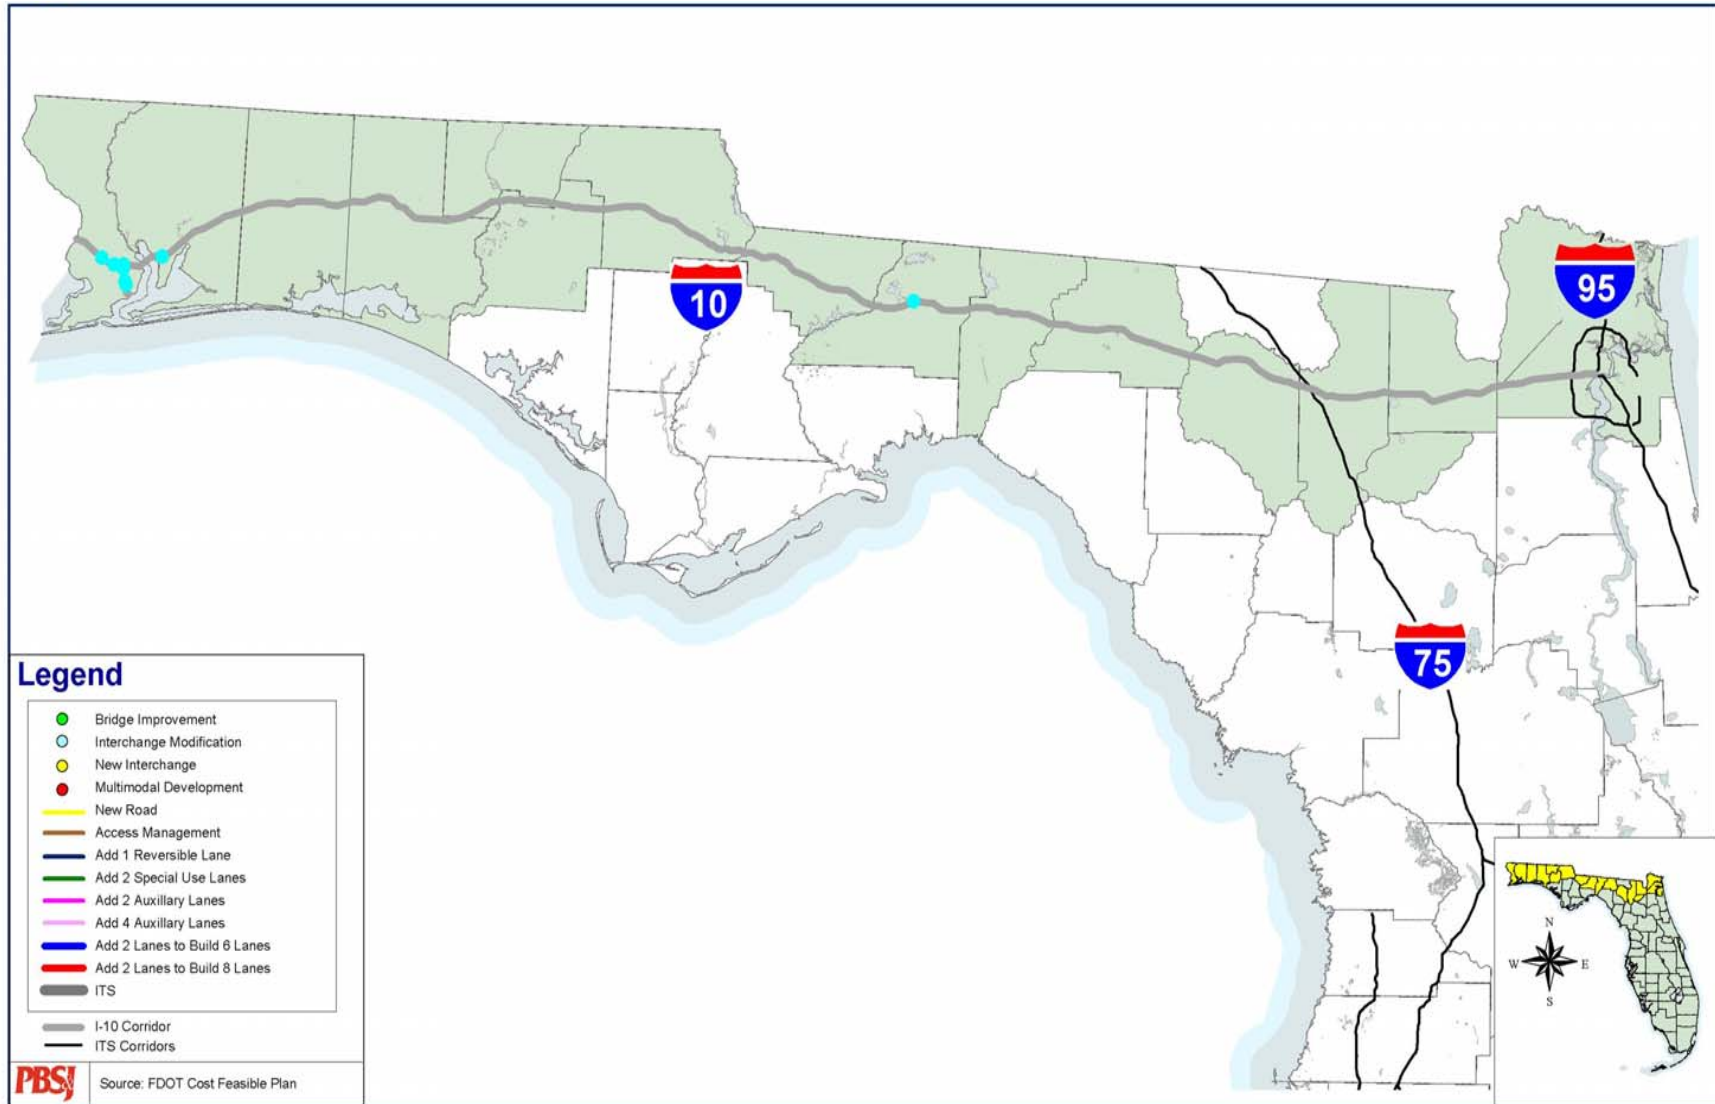 10
95
75
Legend
Bridge Improvement
Interchange Modification
New Interchange
Multimodal Development
New Road
Access Management
Add 1 Reversible Lane
Add 2 Special Use Lanes
Add 2 Auxillary Lanes
Add 4 Auxillary Lanes
Add 2 Lanes to Build 6 Lanes
Add 2 Lanes to Build 8 Lanes
ITS
I-10 Corridor
ITS Corridors
PBS&J
Source: FDOT Cost Feasible Plan
N
W
E
S